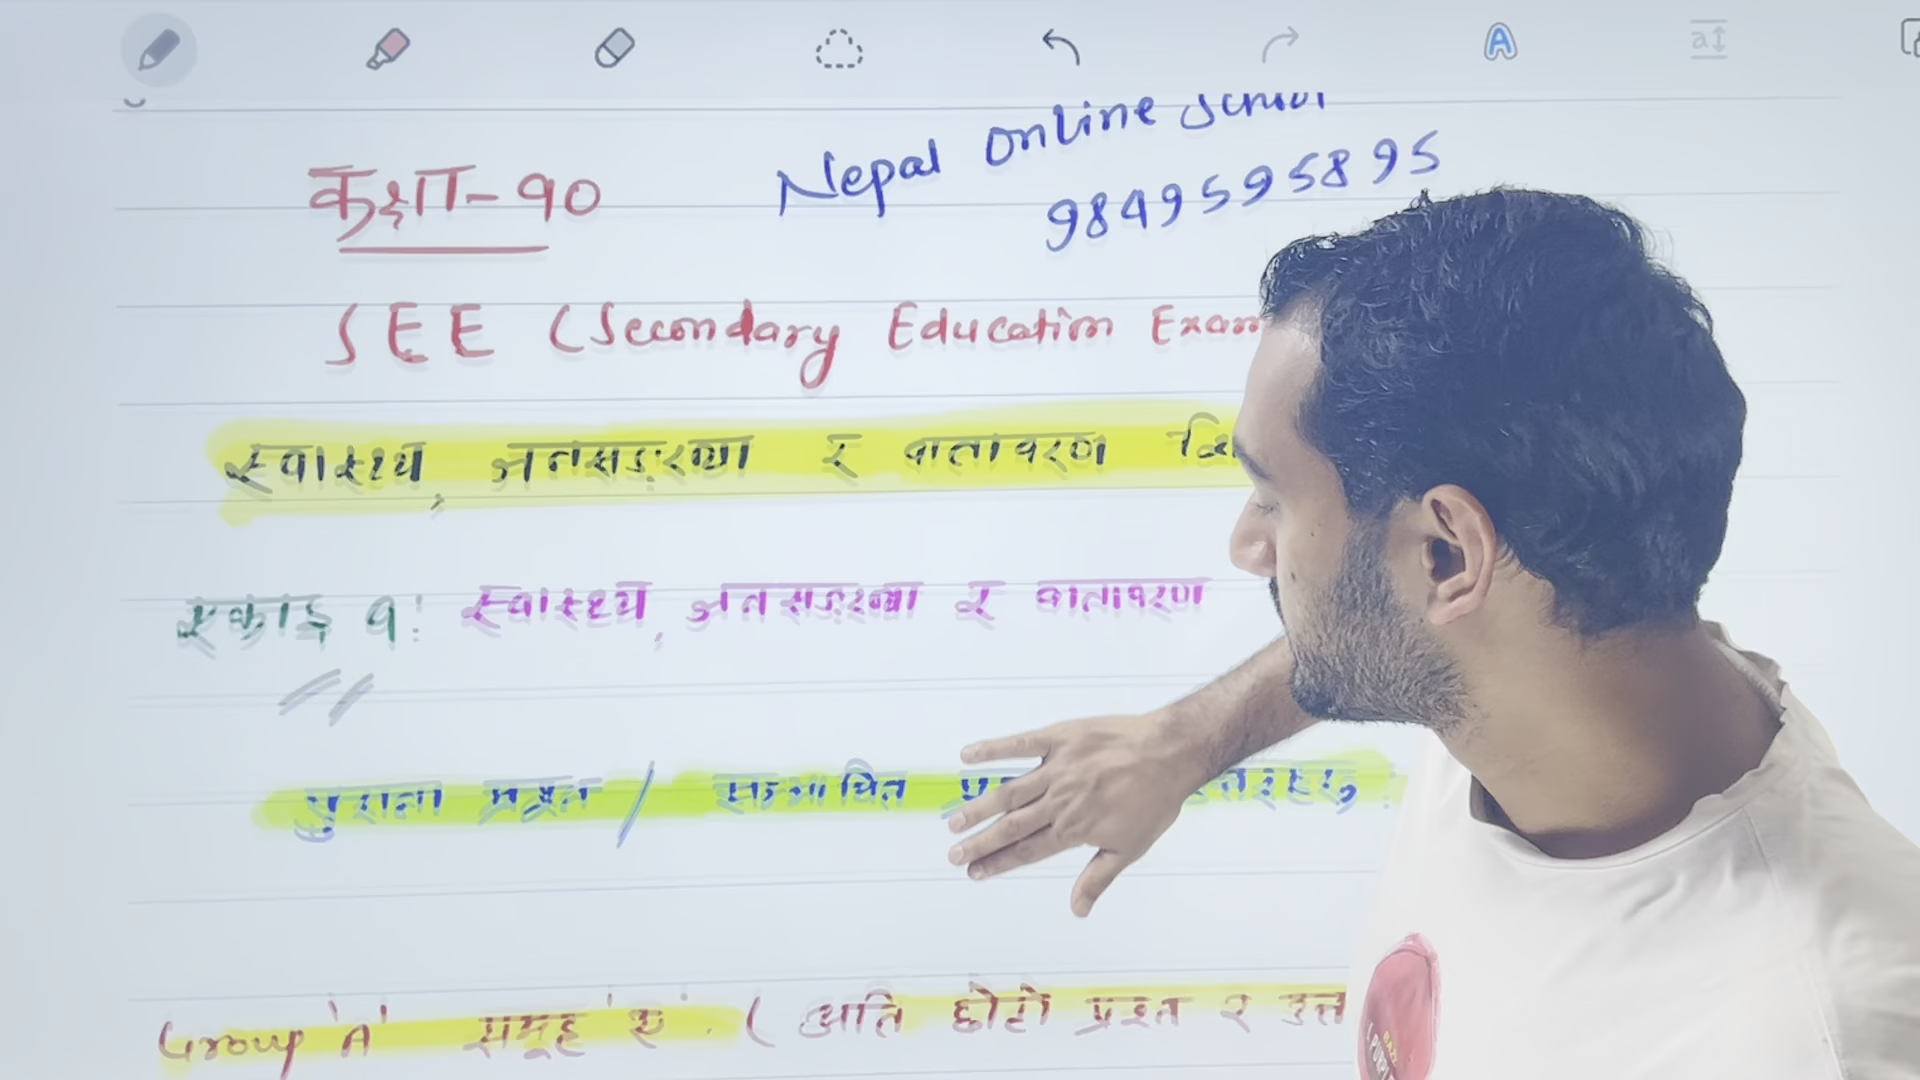 Nepal Online School
9849595895
कक्षा-१०
SEE (Secondary Education Exam
स्वास्थ्य, जनसङ्ख्या र वातावरण
एकाइ १: स्वास्थ्य, जनसङ्ख्या र वातावरण
पुराना प्रश्न / सम्भावित
Group 'A' समूह 'क'. ( अति छोटो प्रश्न र उत्त